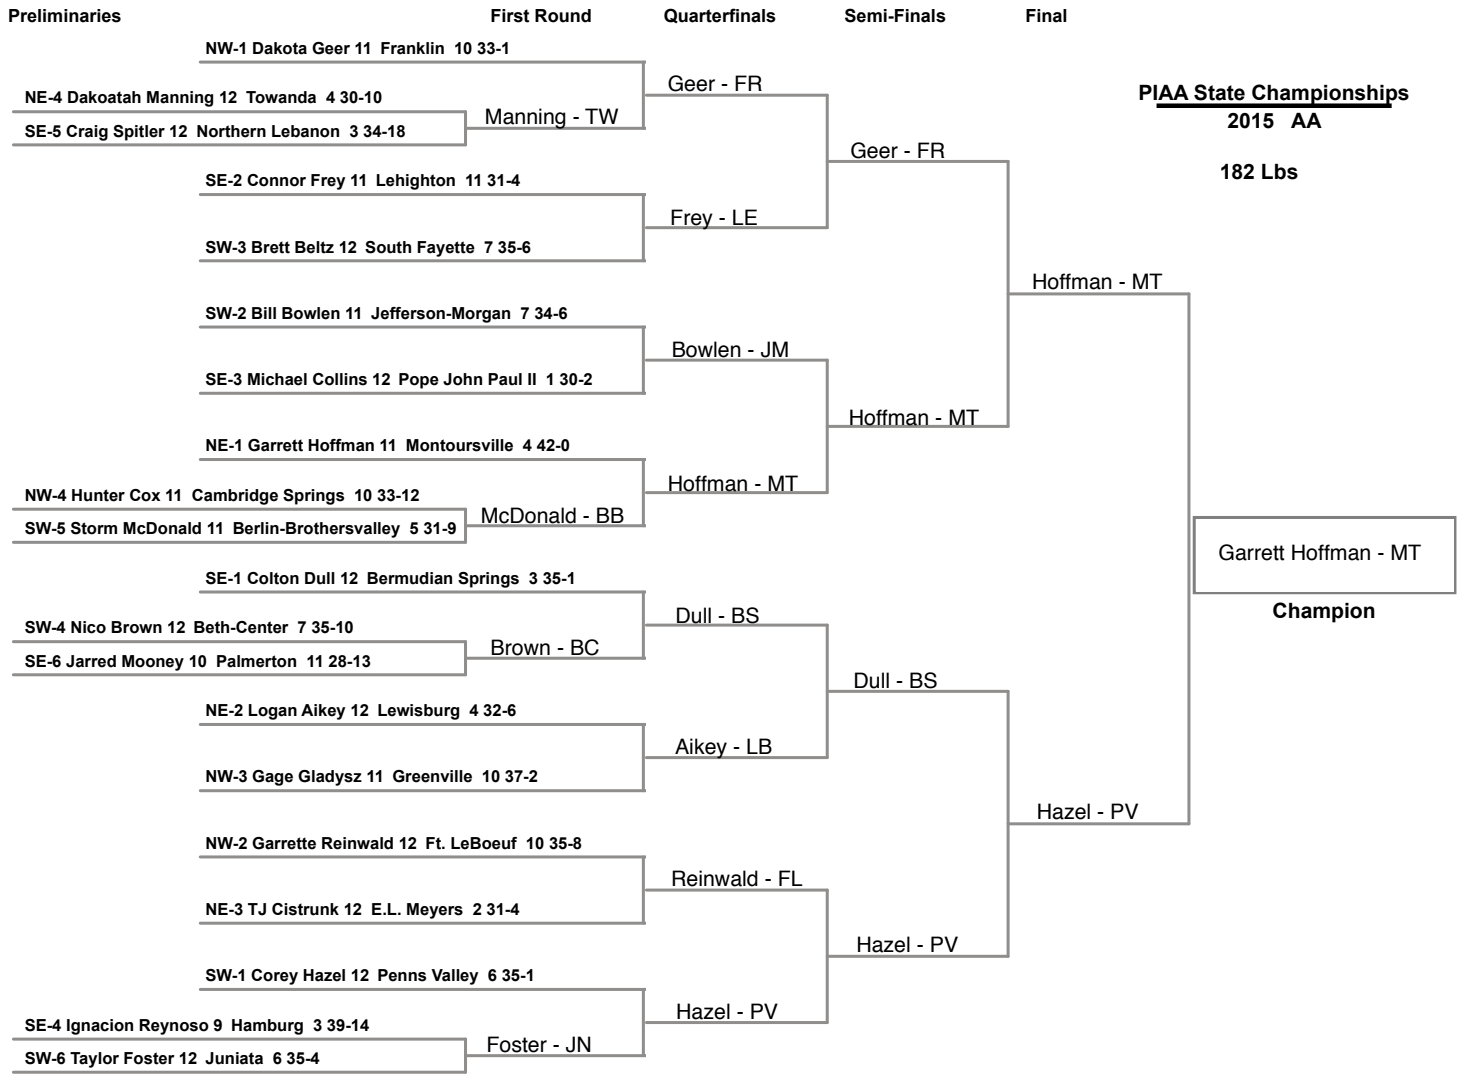 Preliminaries First Round Quarterfinals Semi-Finals Final
NW-1 Dakota Geer 11 Franklin 10 33-1
Geer - FR
PIAA State Championships
NE-4 Dakoatah Manning 12 Towanda 4 30-10
Manning - TW
2015 AA
SE-5 Craig Spitler 12 Northern Lebanon 3 34-18
Geer - FR
182 Lbs
SE-2 Connor Frey 11 Lehighton 11 31-4
Frey - LE
SW-3 Brett Beltz 12 South Fayette 7 35-6
Hoffman - MT
SW-2 Bill Bowlen 11 Jefferson-Morgan 7 34-6
Bowlen - JM
SE-3 Michael Collins 12 Pope John Paul II 1 30-2
Hoffman - MT
NE-1 Garrett Hoffman 11 Montoursville 4 42-0
Hoffman - MT
NW-4 Hunter Cox 11 Cambridge Springs 10 33-12
McDonald - BB
SW-5 Storm McDonald 11 Berlin-Brothersvalley 5 31-9
Garrett Hoffman - MT
SE-1 Colton Dull 12 Bermudian Springs 3 35-1
Champion
Dull - BS
SW-4 Nico Brown 12 Beth-Center 7 35-10
Brown - BC
SE-6 Jarred Mooney 10 Palmerton 11 28-13
Dull - BS
NE-2 Logan Aikey 12 Lewisburg 4 32-6
Aikey - LB
NW-3 Gage Gladysz 11 Greenville 10 37-2
Hazel - PV
NW-2 Garrette Reinwald 12 Ft. LeBoeuf 10 35-8
Reinwald - FL
NE-3 TJ Cistrunk 12 E.L. Meyers 2 31-4
Hazel - PV
SW-1 Corey Hazel 12 Penns Valley 6 35-1
Hazel - PV
SE-4 Ignacion Reynoso 9 Hamburg 3 39-14
Foster - JN
SW-6 Taylor Foster 12 Juniata 6 35-4